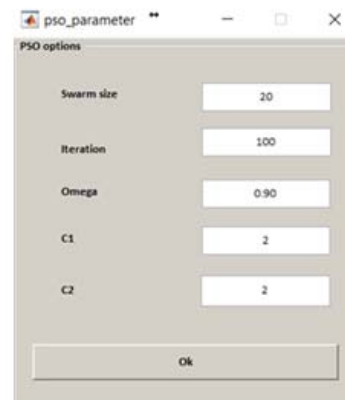 pso_parameter
PSO options
Swarm size 20
Iteration 100
Omega 0.90
C1 2
C2 2
Ok